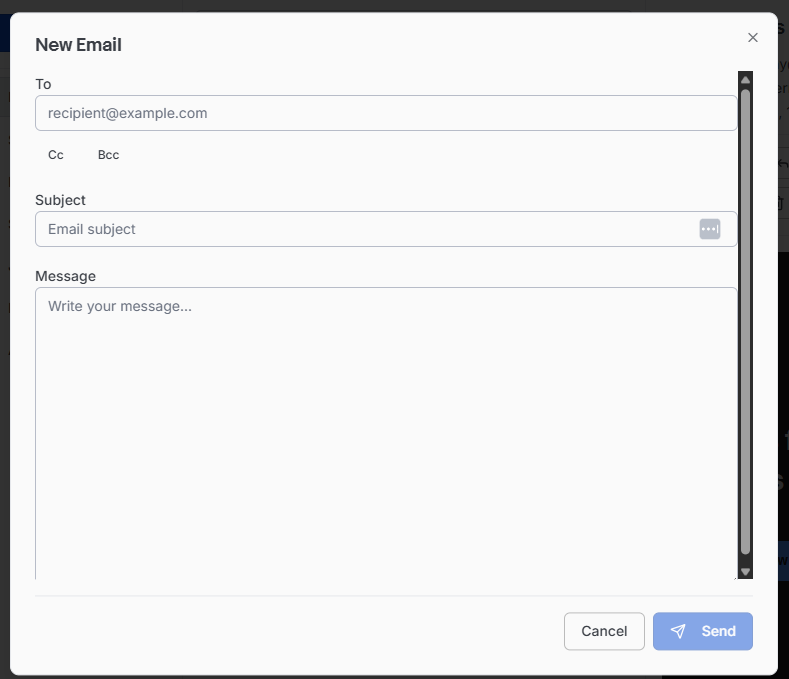 New Email
To
recipient@example.com
Cc Bcc
Subject
Email subject
Message
Write your message...
Cancel Send